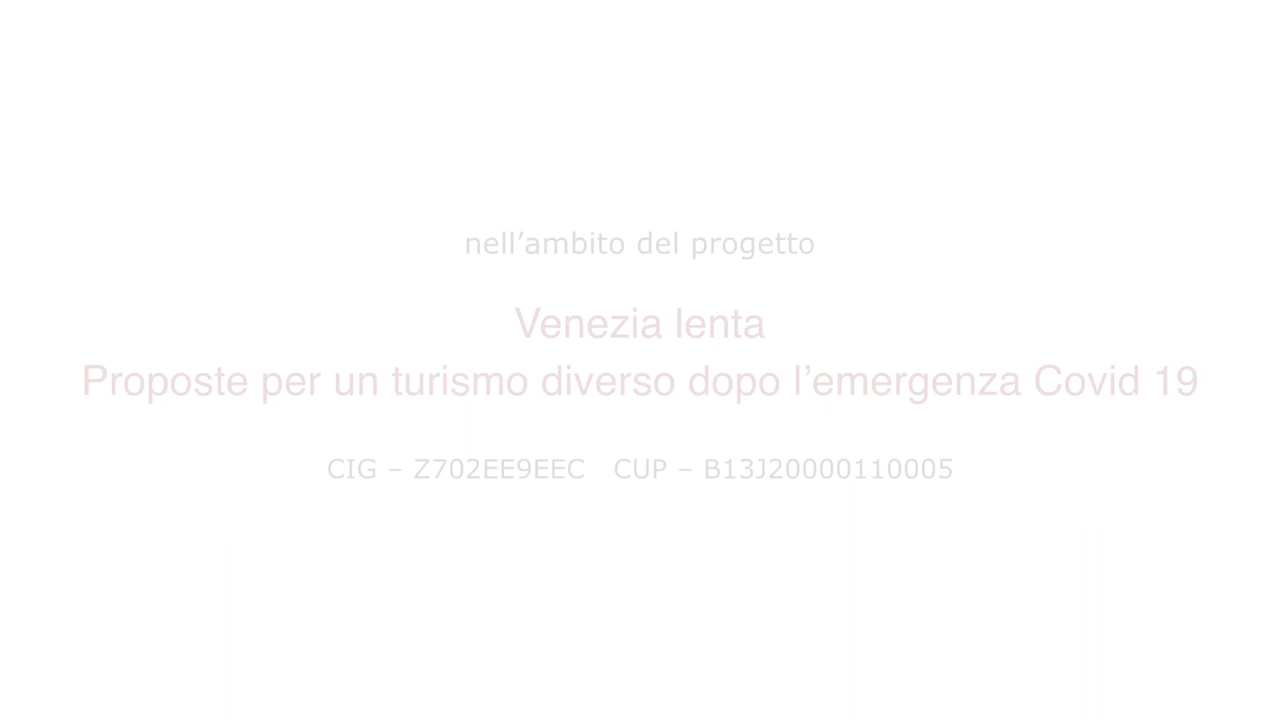 nell’ambito del progetto
Venezia lenta
Proposte per un turismo diverso dopo l’emergenza Covid 19
CIG – Z702EE9EEC CUP – B13J20000110005